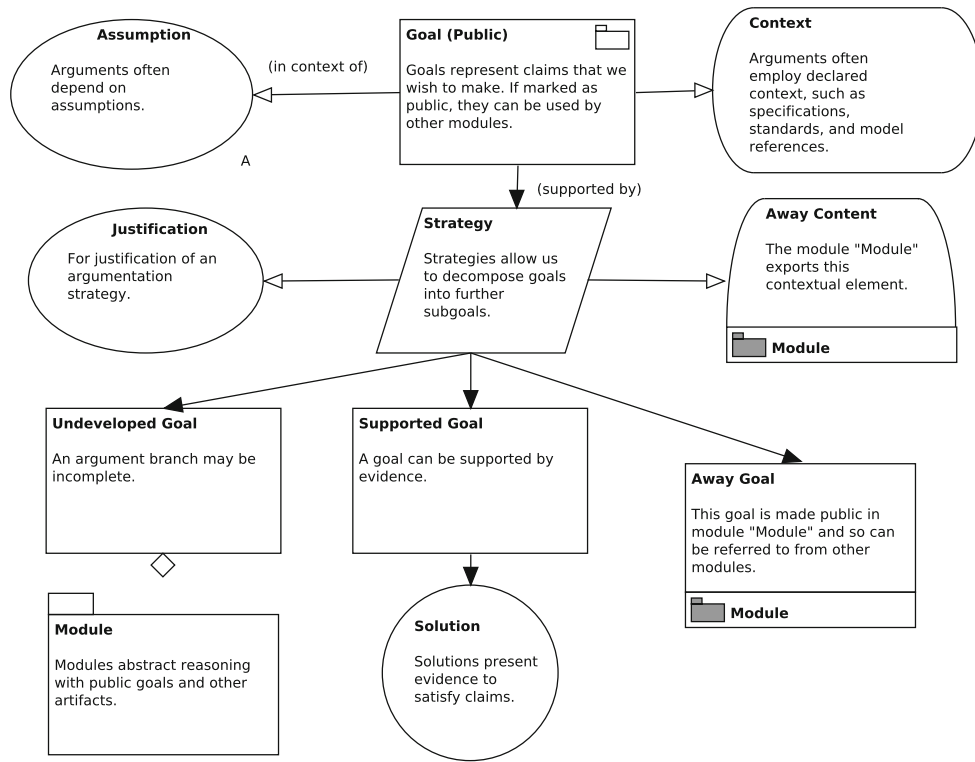 Assumption
Arguments often
depend on
assumptions.
A
(in context of)
Goal (Public)
Goals represent claims that we
wish to make. If marked as
public, they can be used by
other modules.
Context
Arguments often
employ declared
context, such as
specifications,
standards, and model
references.
(supported by)
Justification
For justification of an
argumentation
strategy.
Strategy
Strategies allow us
to decompose goals
into further
subgoals.
Away Content
The module "Module"
exports this
contextual element.
Module
Undeveloped Goal
An argument branch may be
incomplete.
Supported Goal
A goal can be supported by
evidence.
Away Goal
This goal is made public in
module "Module" and so can
be referred to from other
modules.
Module
Module
Modules abstract reasoning
with public goals and other
artifacts.
Solution
Solutions present
evidence to
satisfy claims.